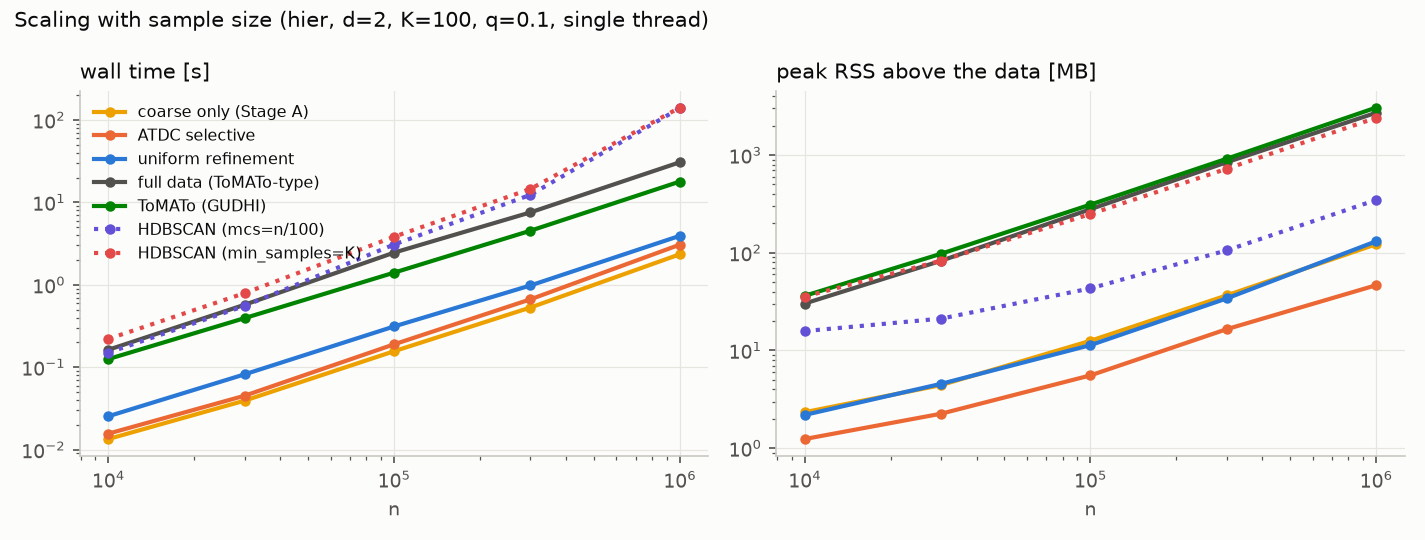 Scaling with sample size (hier, d=2, K=100, q=0.1, single thread)
wall time [s]
coarse only (Stage A)
ATDC selective
uniform refinement
full data (ToMATo-type)
ToMATo (GUDHI)
HDBSCAN (mcs=n/100)
HDBSCAN (min_samples=K)
10²
10¹
10⁰
10⁻¹
10⁻²
10⁴ 10⁵ 10⁶
n
peak RSS above the data [MB]
10³
10²
10¹
10⁰
10⁴ 10⁵ 10⁶
n